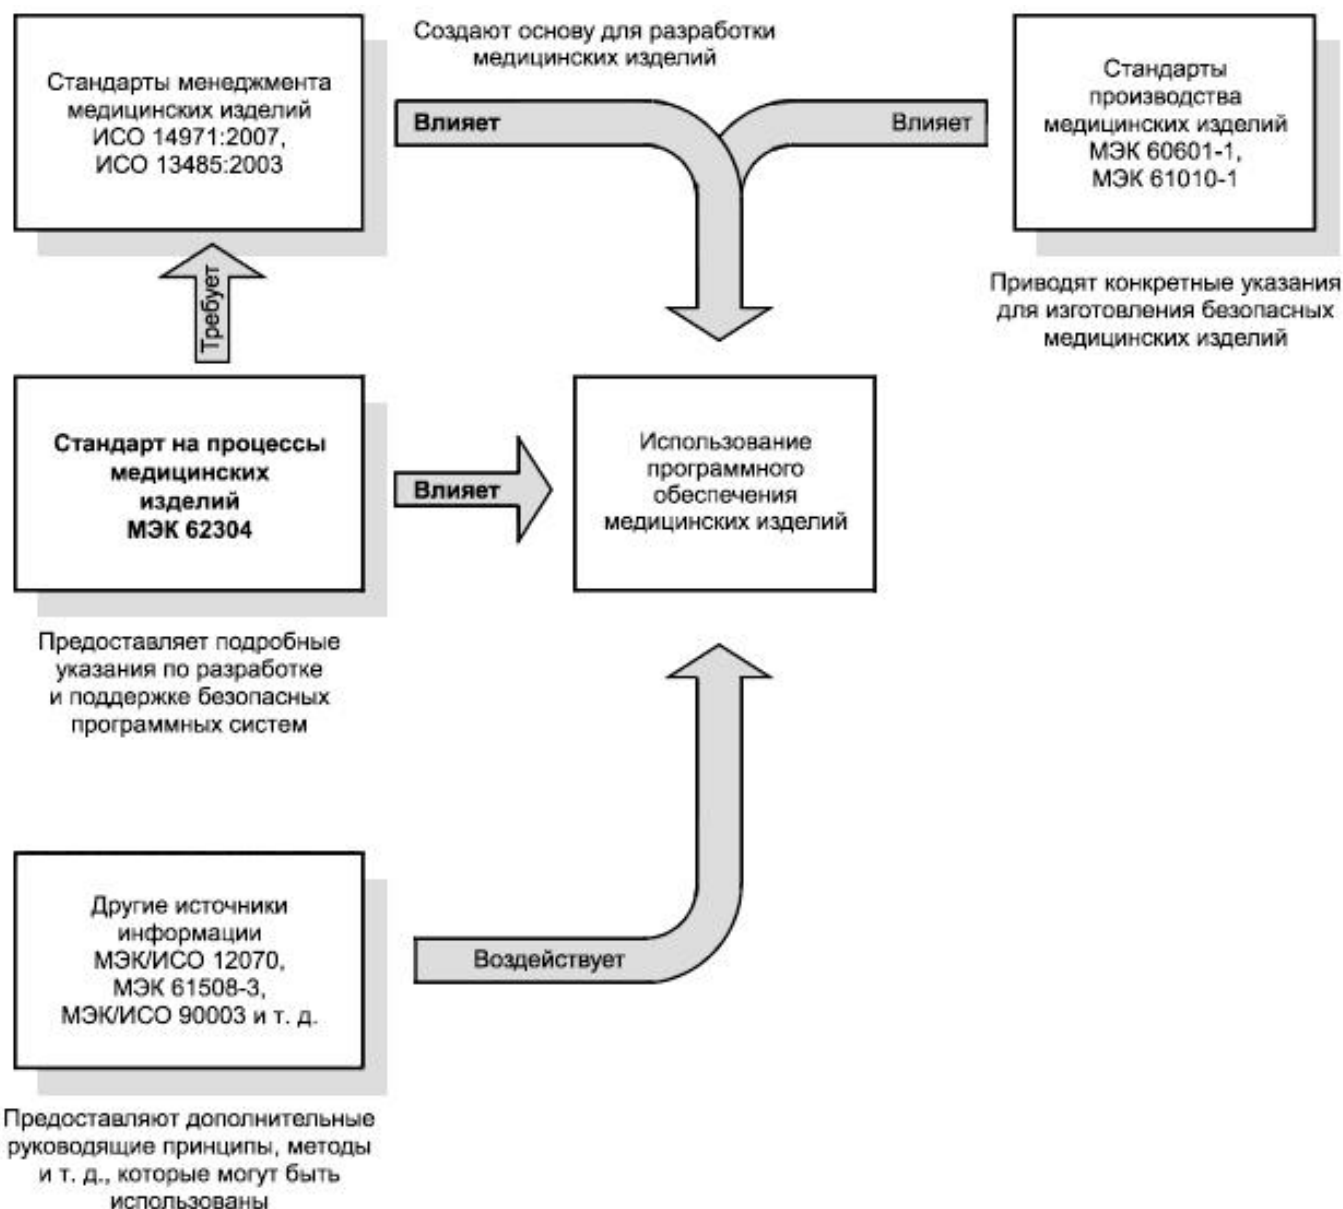 Стандарты менеджмента
медицинских изделий
ИСО 14971:2007,
ИСО 13485:2003
Создают основу для разработки
медицинских изделий
Влияет
Влияет
Стандарты
производства
медицинских изделий
МЭК 60601-1,
МЭК 61010-1
Приводят конкретные указания
для изготовления безопасных
медицинских изделий
Требует
Стандарт на процессы
медицинских
изделий
МЭК 62304
Влияет
Использование
программного
обеспечения
медицинских изделий
Предоставляет подробные
указания по разработке
и поддержке безопасных
программных систем
Другие источники
информации
МЭК/ИСО 12070,
МЭК 61508-3,
МЭК/ИСО 90003 и т. д.
Воздействует
Предоставляют дополнительные
руководящие принципы, методы
и т. д., которые могут быть
использованы